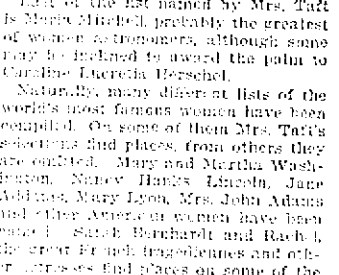 Last of the list named by Mrs. Taft
is Maria Mitchell, probably the greatest
of women astronomers, although some
may be inclined to award the palm to
Caroline Lucretia Herschel.
Naturally, many different lists of the
world's most famous women have been
compiled. On some of them Mrs. Taft's
selections find places, from others they
are omitted. Mary and Martha Wash-
ington, Nancy Hanks Lincoln, Jane
Addams, Mary Lyon, Mrs. John Adams
and other American women have been
named. Sarah Bernhardt and Rachel,
the great French tragediennes and oth-
er actresses find places on some of the